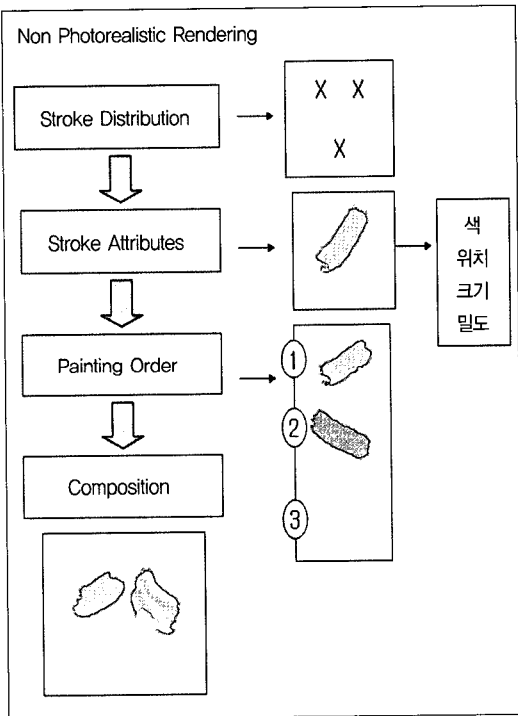 Non Photorealistic Rendering
Stroke Distribution
X X
X
Stroke Attributes
색
위치
크기
밀도
Painting Order
①
②
③
Composition